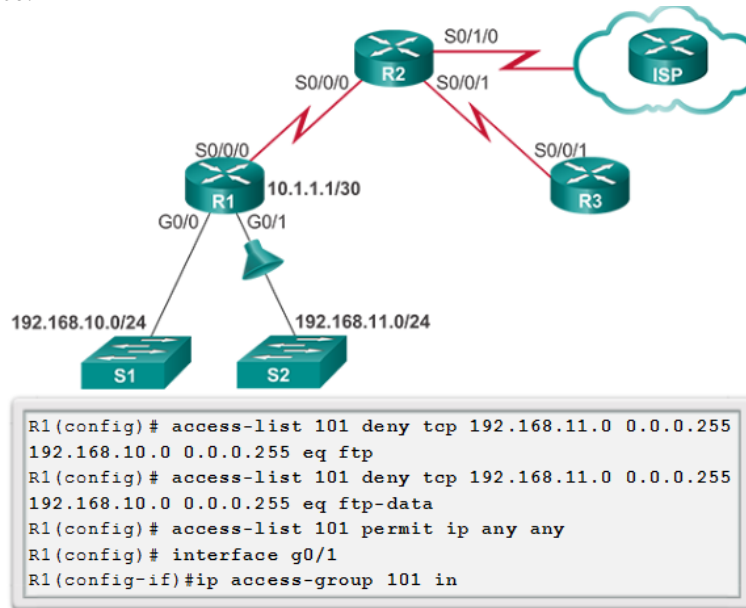 S0/1/0
R2
ISP
S0/0/0
S0/0/1
S0/0/0
S0/0/1
R1
10.1.1.1/30
R3
G0/0
G0/1
192.168.10.0/24
192.168.11.0/24
S1
S2
R1(config)# access-list 101 deny tcp 192.168.11.0 0.0.0.255
192.168.10.0 0.0.0.255 eq ftp
R1(config)# access-list 101 deny tcp 192.168.11.0 0.0.0.255
192.168.10.0 0.0.0.255 eq ftp-data
R1(config)# access-list 101 permit ip any any
R1(config)# interface g0/1
R1(config-if)#ip access-group 101 in